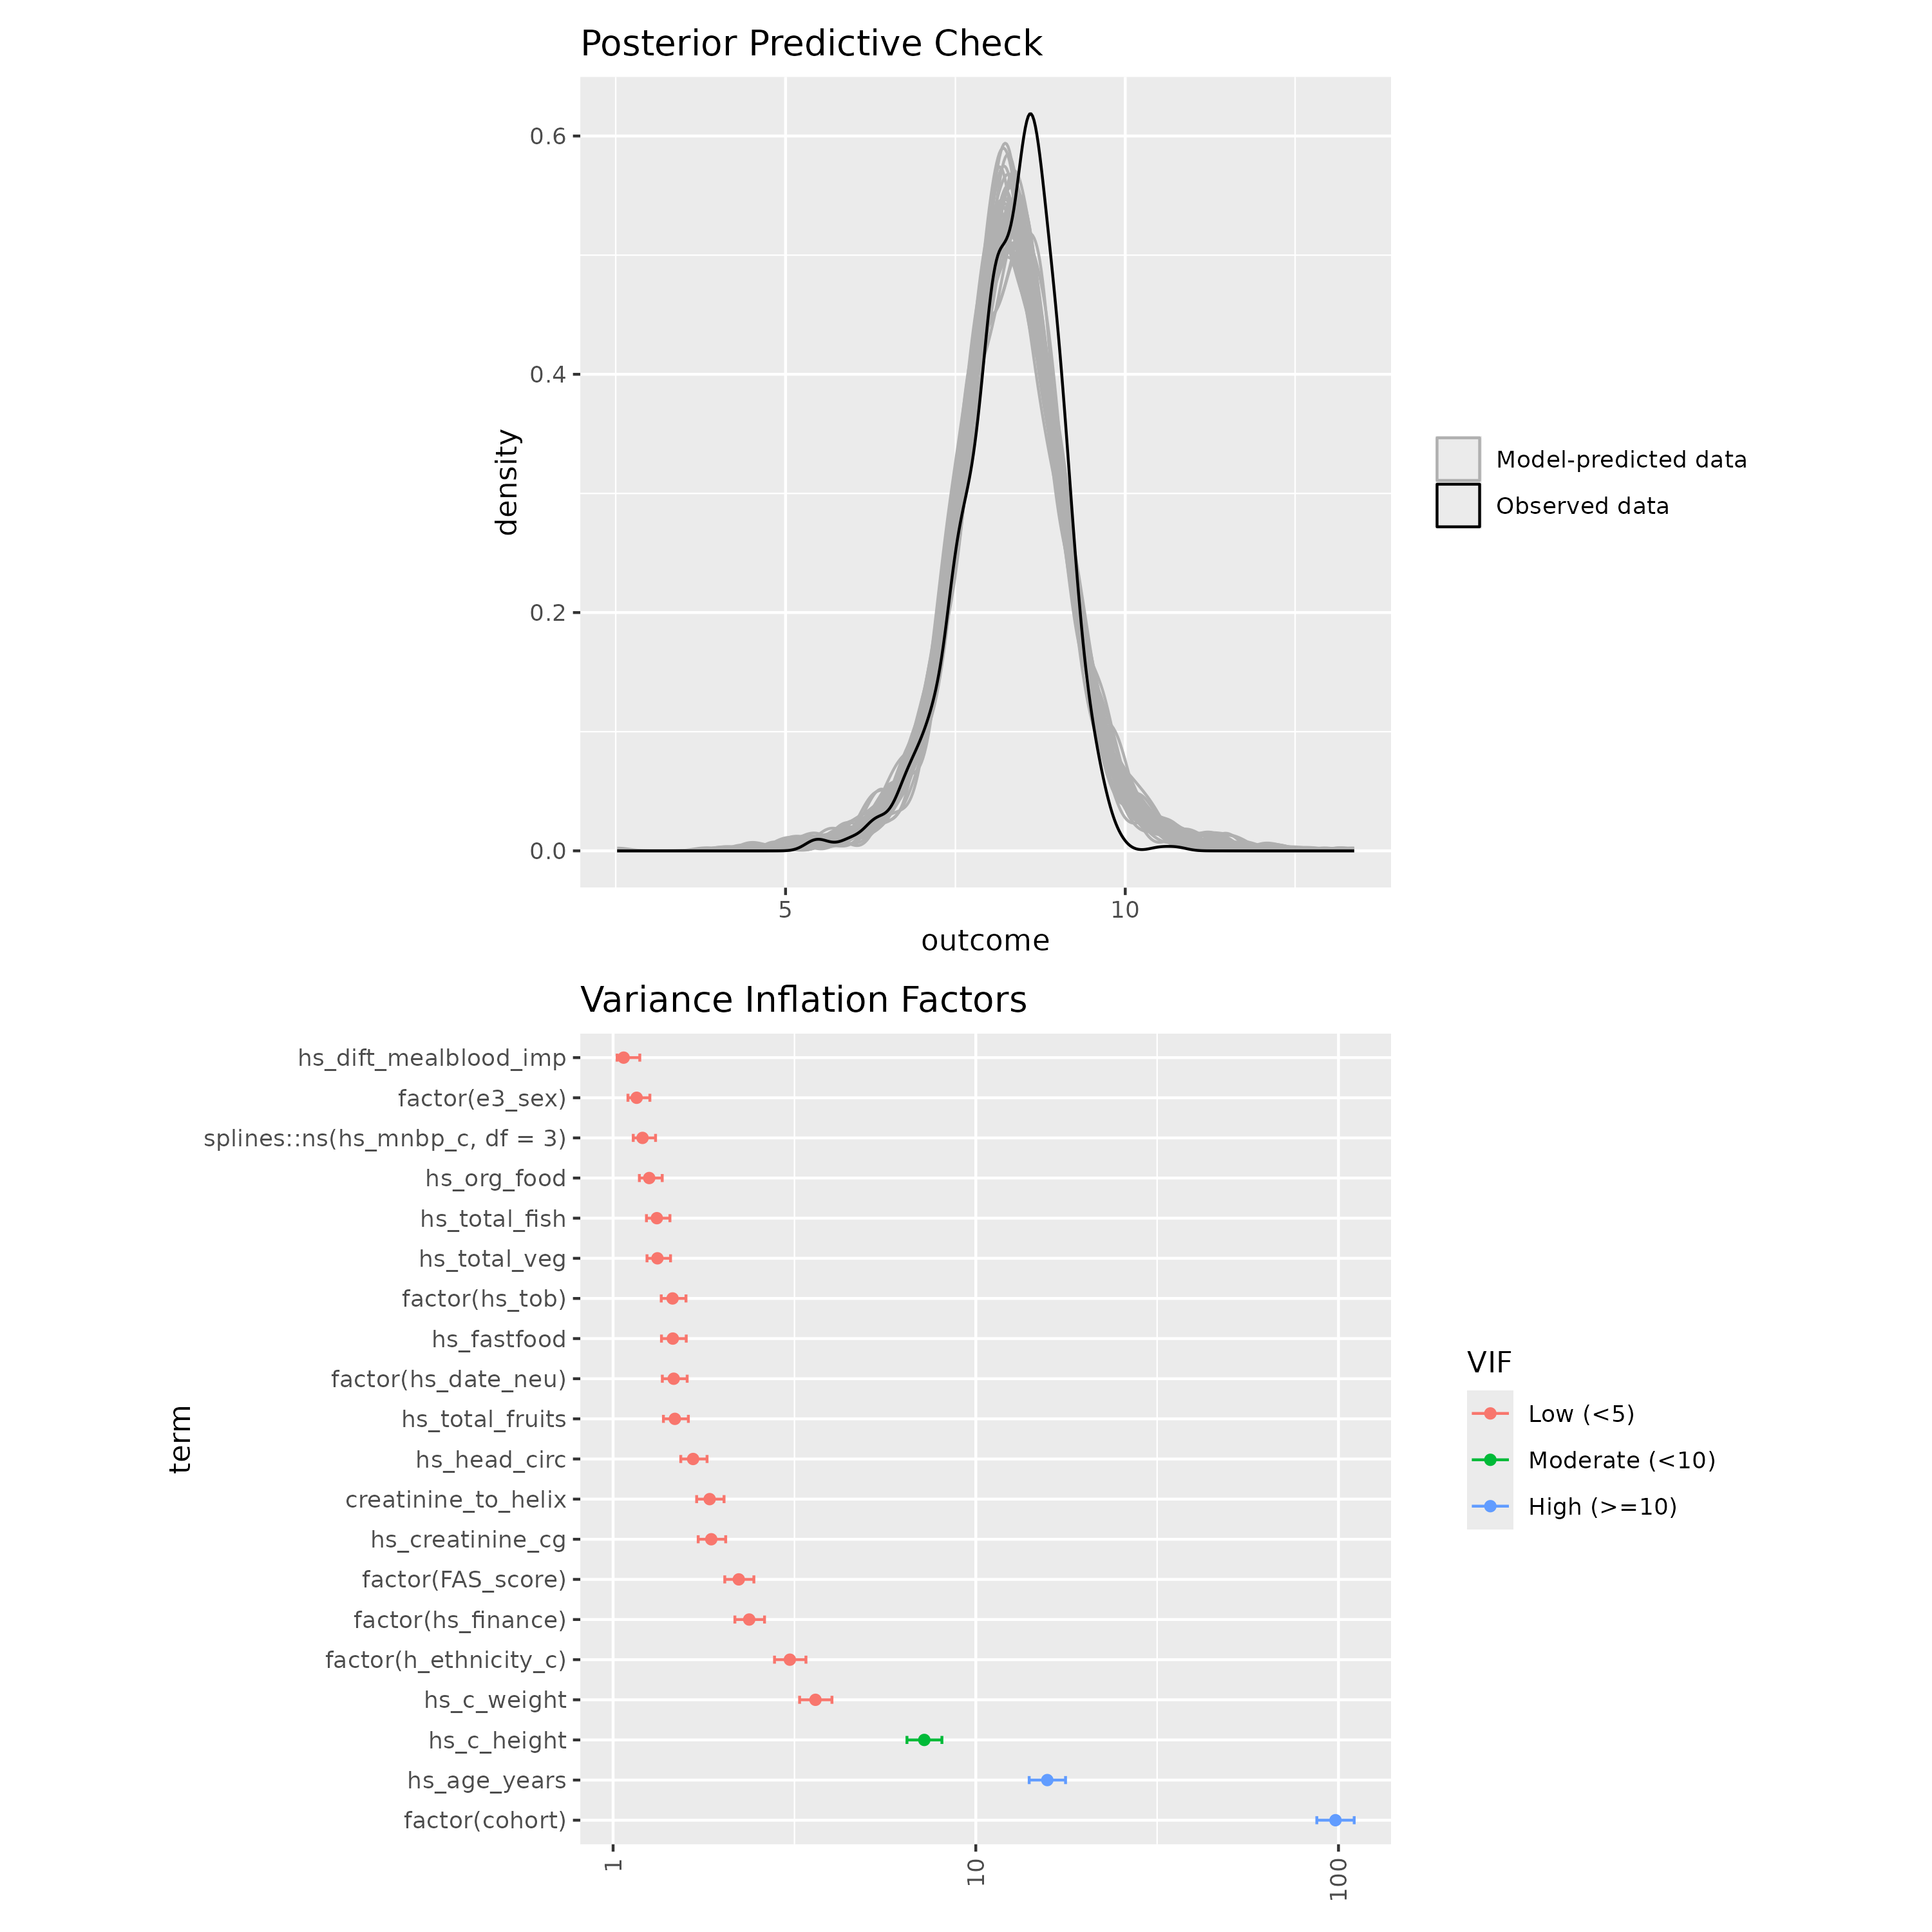 Posterior Predictive Check
0.6
0.4
0.2
0.0
density
5
10
outcome
Model-predicted data
Observed data
Variance Inflation Factors
hs_dift_mealblood_imp
factor(e3_sex)
splines::ns(hs_mnbp_c, df = 3)
hs_org_food
hs_total_fish
hs_total_veg
factor(hs_tob)
hs_fastfood
factor(hs_date_neu)
hs_total_fruits
hs_head_circ
creatinine_to_helix
hs_creatinine_cg
factor(FAS_score)
factor(hs_finance)
factor(h_ethnicity_c)
hs_c_weight
hs_c_height
hs_age_years
factor(cohort)
term
1
10
100
VIF
Low (<5)
Moderate (<10)
High (>=10)